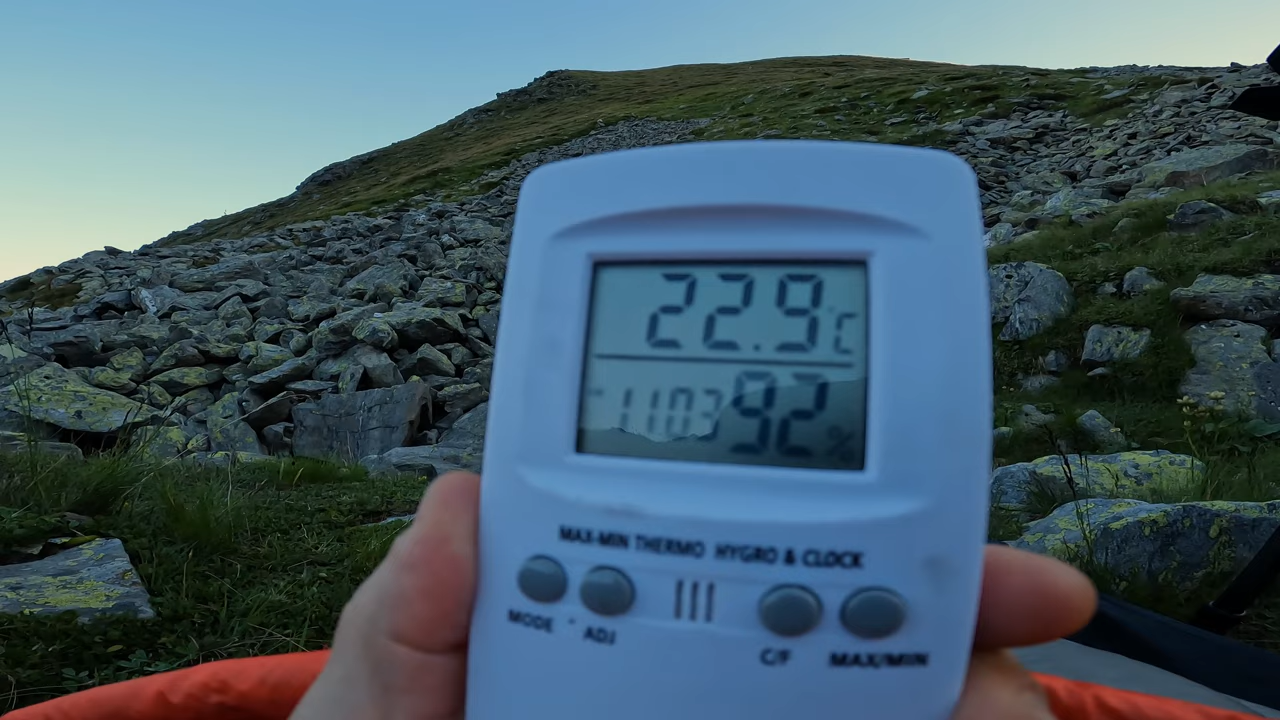 22.9 °C
11:03 92 %
MAX-MIN THERMO HYGRO & CLOCK
MODE ADJ C/F MAX/MIN